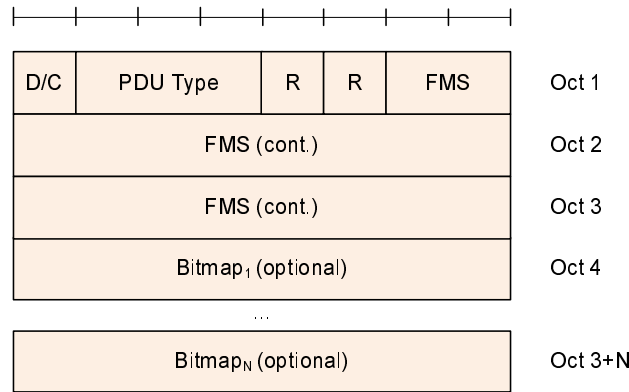 D/C PDU Type R R FMS Oct 1
FMS (cont.) Oct 2
FMS (cont.) Oct 3
Bitmap₁ (optional) Oct 4
...
Bitmap_N (optional) Oct 3+N